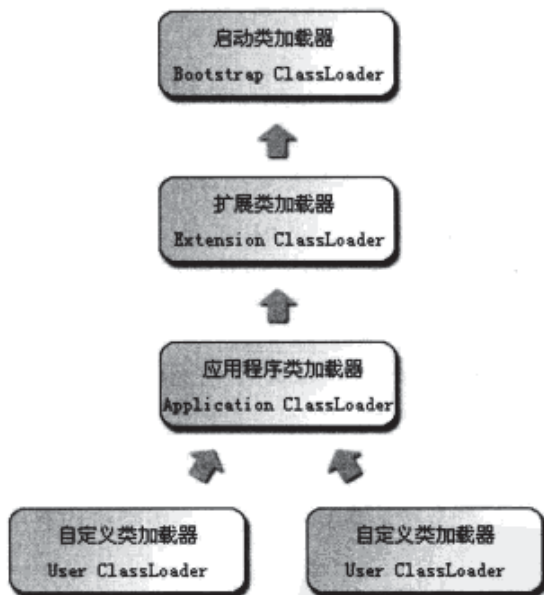 启动类加载器
Bootstrap ClassLoader
扩展类加载器
Extension ClassLoader
应用程序类加载器
Application ClassLoader
自定义类加载器
User ClassLoader
自定义类加载器
User ClassLoader